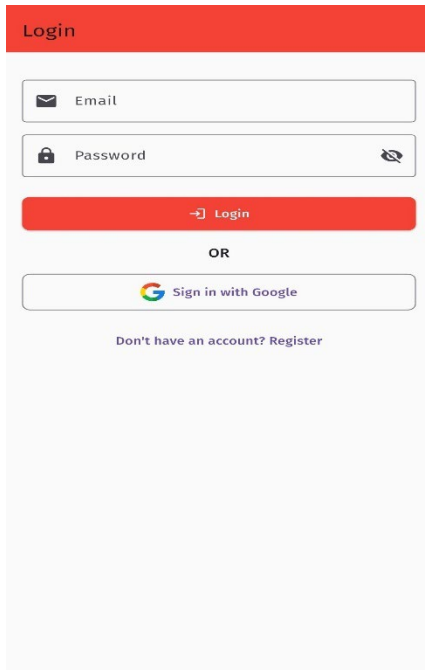 Login
Email
Password
Login
OR
Sign in with Google
Don't have an account? Register